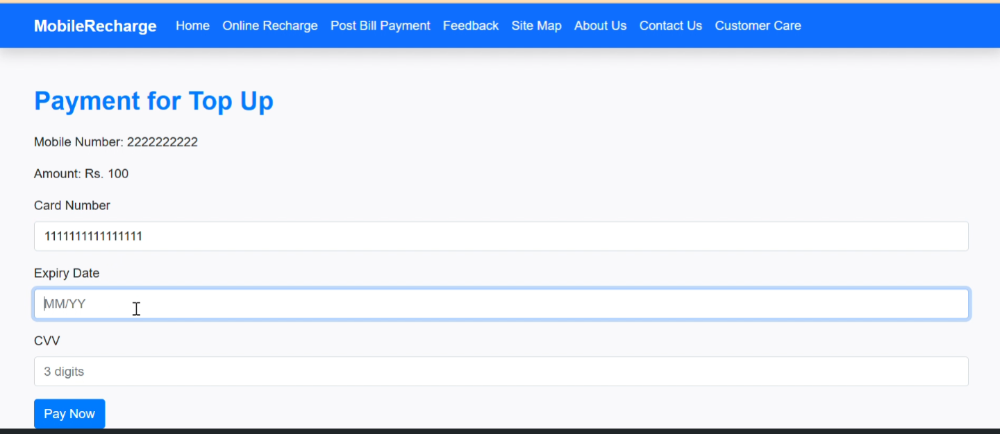 MobileRecharge Home Online Recharge Post Bill Payment Feedback Site Map About Us Contact Us Customer Care
Payment for Top Up
Mobile Number: 2222222222
Amount: Rs. 100
Card Number
1111111111111111
Expiry Date
MM/YY
CVV
3 digits
Pay Now